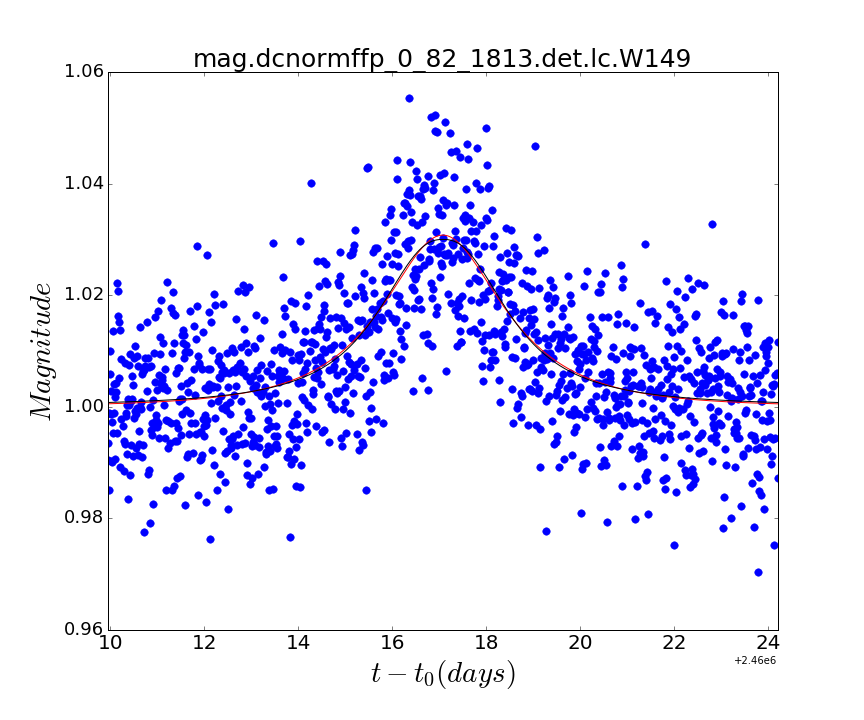 mag.dcnormffp_0_82_1813.det.lc.W149
1.06
1.04
1.02
1.00
0.98
0.96
Magnitude
10 12 14 16 18 20 22 24
+2.46e6
t − t₀(days)